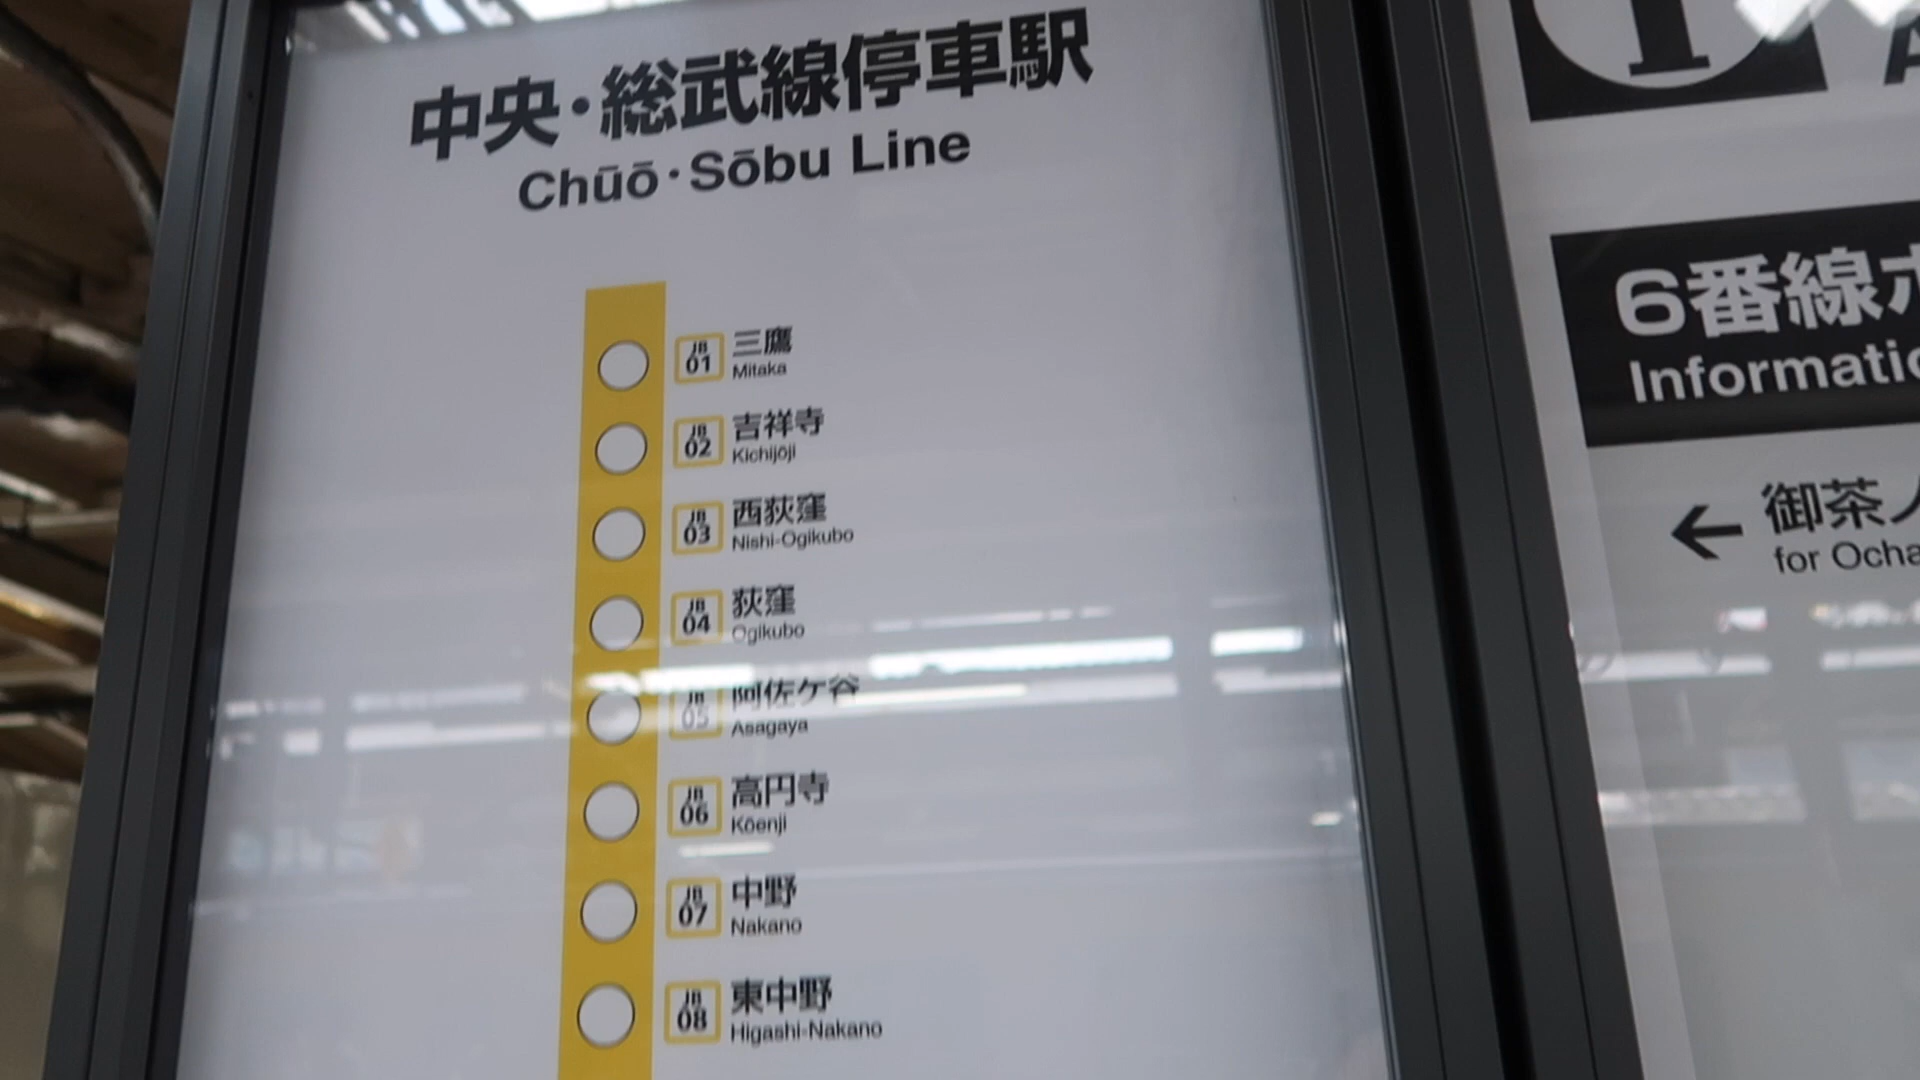 中央・総武線停車駅
Chūō・Sōbu Line
JB 01 三鷹
Mitaka
JB 02 吉祥寺
Kichijōji
JB 03 西荻窪
Nishi-Ogikubo
JB 04 荻窪
Ogikubo
JB 05 阿佐ケ谷
Asagaya
JB 06 高円寺
Kōenji
JB 07 中野
Nakano
JB 08 東中野
Higashi-Nakano
6番線
Informatio
← 御茶ノ
for Ocha